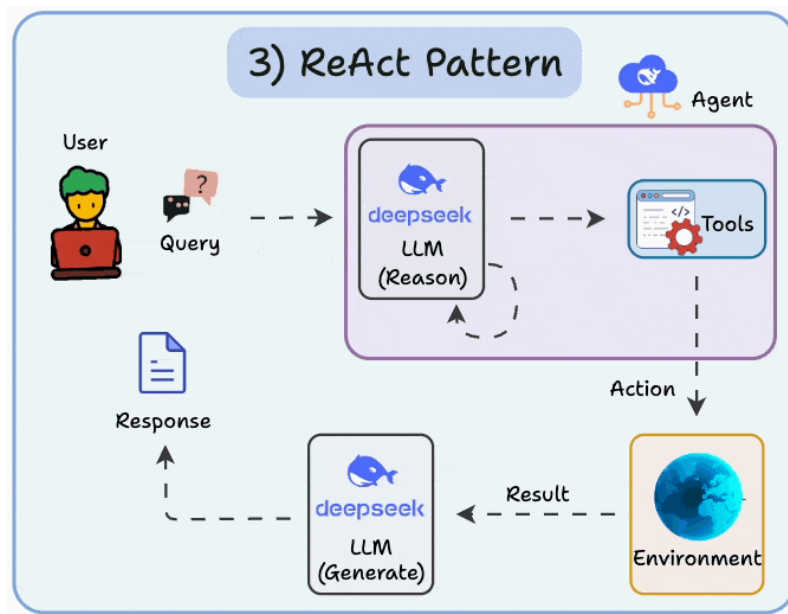 3) ReAct Pattern
Agent
User
Query
?
deepseek
LLM
(Reason)
</>
Tools
Action
Response
deepseek
LLM
(Generate)
Result
Environment